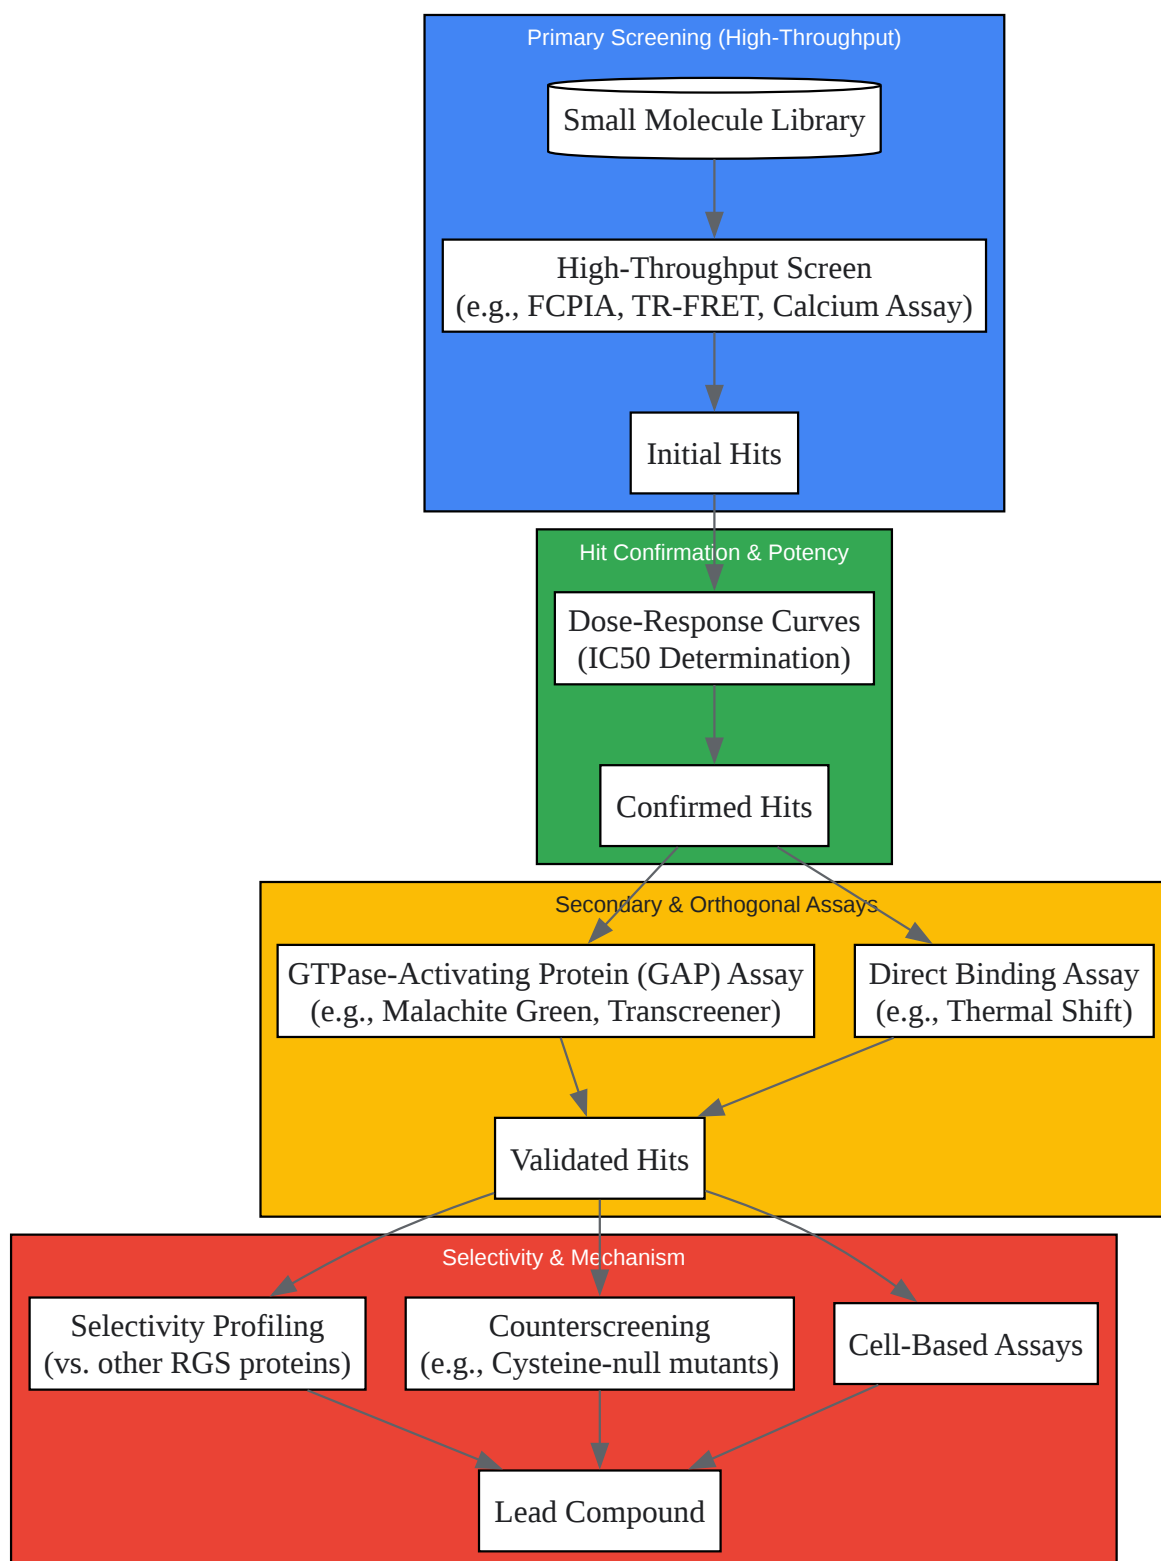 Primary Screening (High-Throughput)
Small Molecule Library
High-Throughput Screen
(e.g., FCPIA, TR-FRET, Calcium Assay)
Initial Hits
Hit Confirmation & Potency
Dose-Response Curves
(IC50 Determination)
Confirmed Hits
Secondary & Orthogonal Assays
GTPase-Activating Protein (GAP) Assay
(e.g., Malachite Green, Transcreener)
Direct Binding Assay
(e.g., Thermal Shift)
Validated Hits
Selectivity & Mechanism
Selectivity Profiling
(vs. other RGS proteins)
Counterscreening
(e.g., Cysteine-null mutants)
Cell-Based Assays
Lead Compound